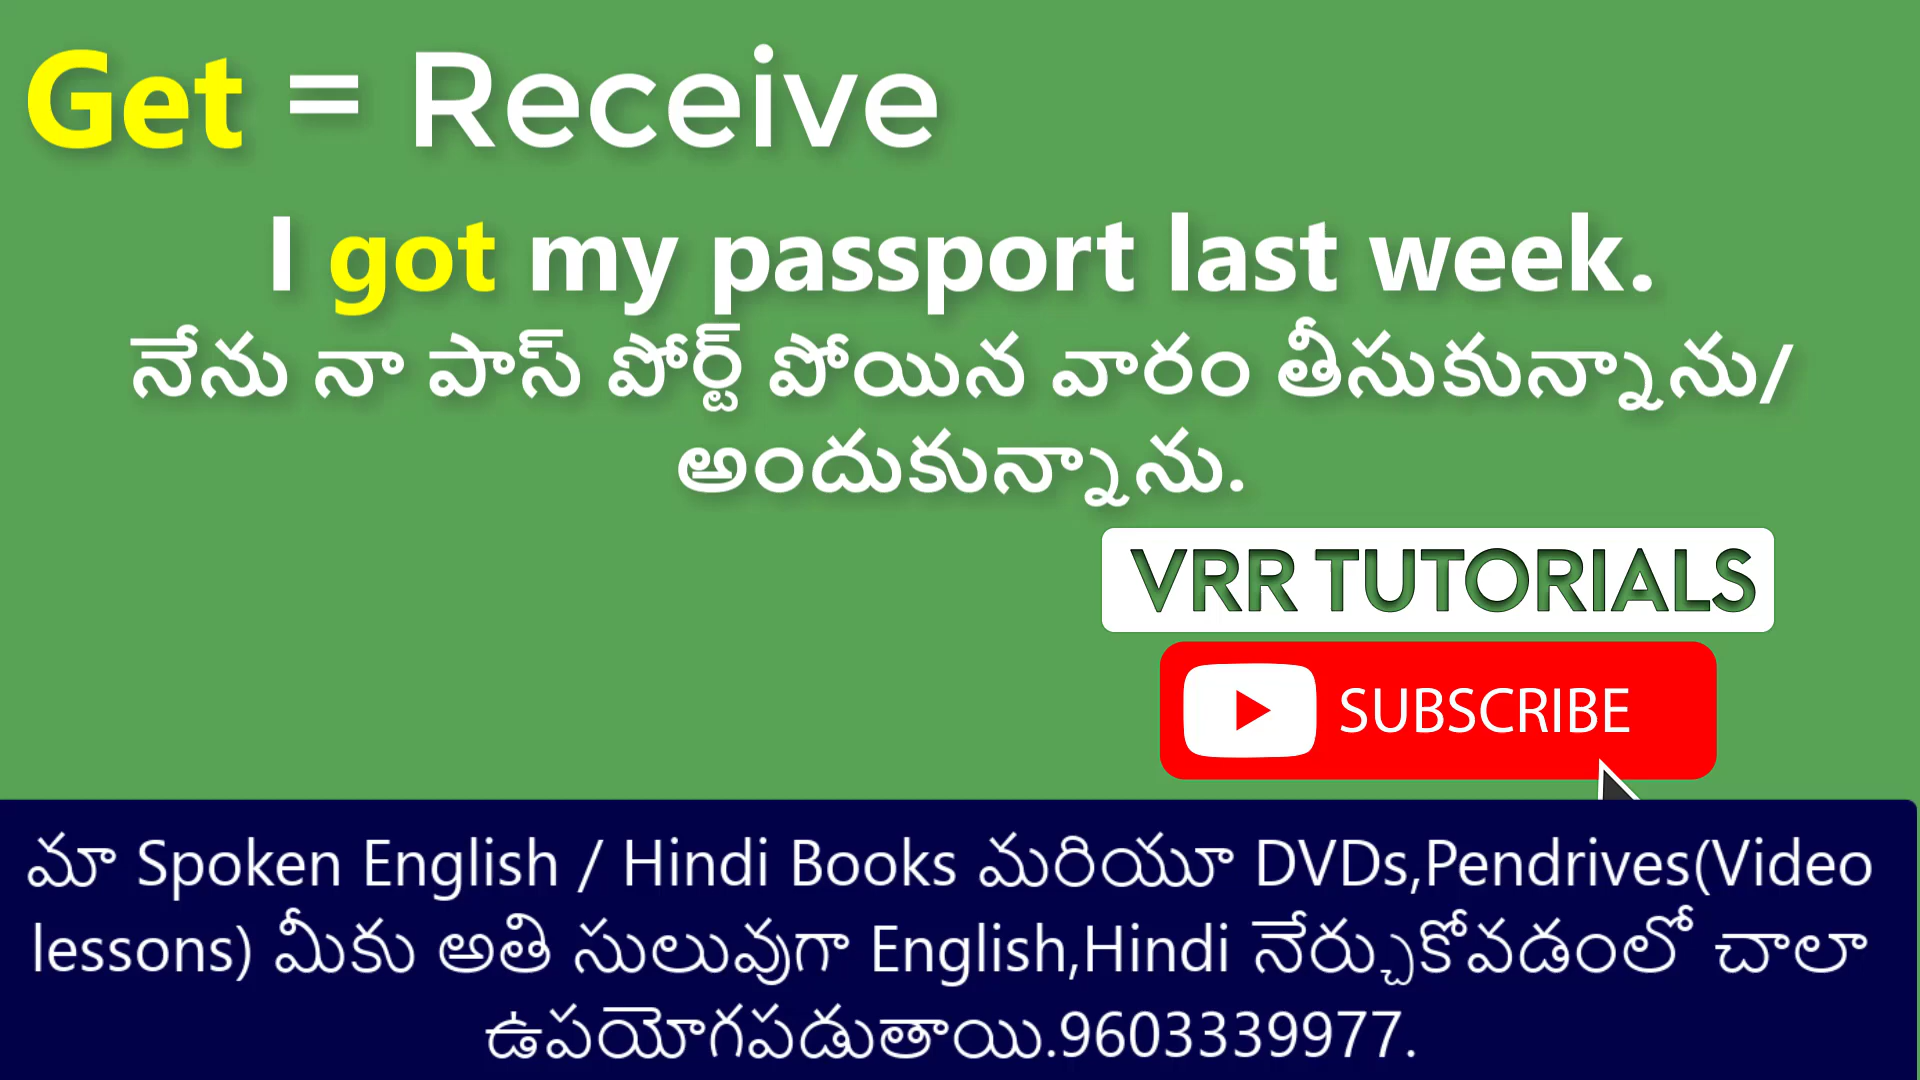 Get = Receive
I got my passport last week.
నేను నా పాస్ పోర్ట్ పోయిన వారం తీసుకున్నాను/
అందుకున్నాను.
VRR TUTORIALS
SUBSCRIBE
మా Spoken English / Hindi Books మరియూ DVDs,Pendrives(Video
lessons) మీకు అతి సులువుగా English,Hindi నేర్చుకోవడంలో చాలా
ఉపయోగపడుతాయి.9603339977.